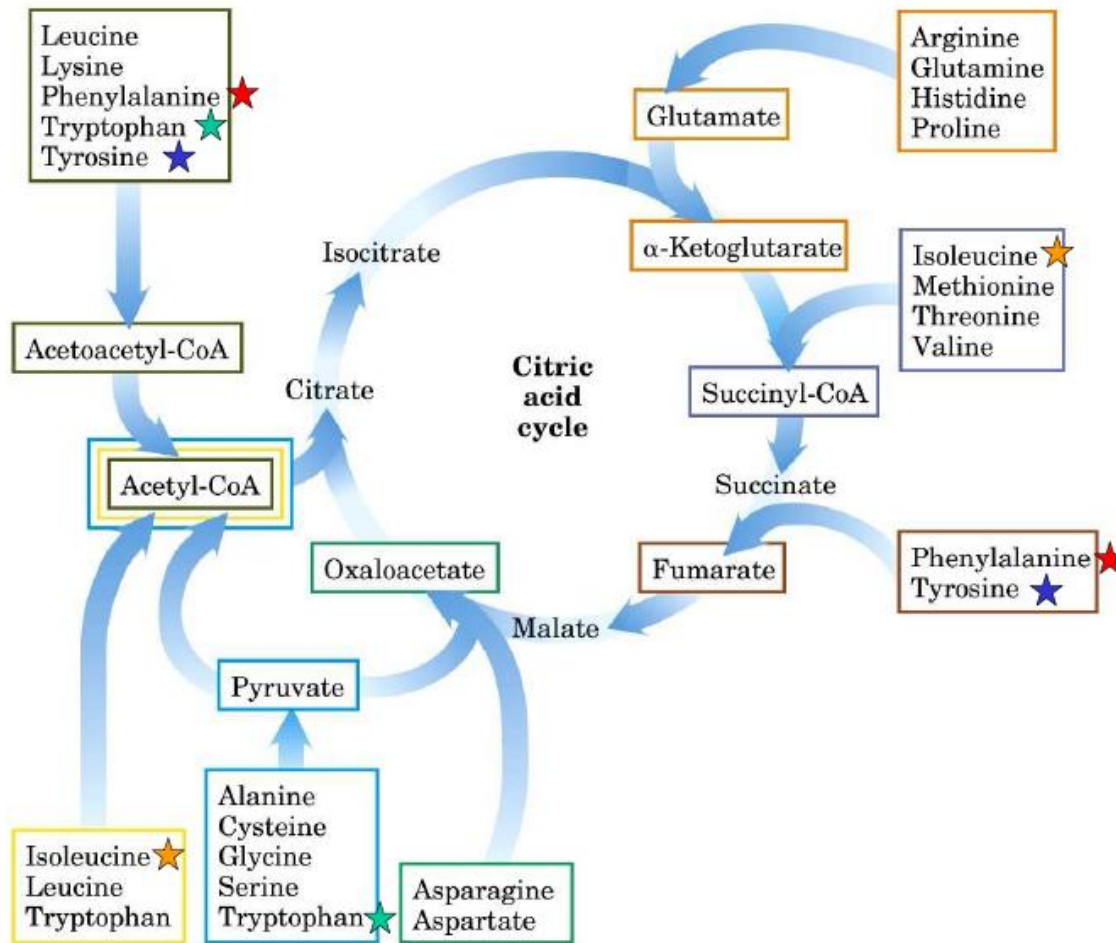 Leucine
Lysine
Phenylalanine
Tryptophan
Tyrosine
Arginine
Glutamine
Histidine
Proline
Glutamate
Isocitrate
α-Ketoglutarate
Isoleucine
Methionine
Threonine
Valine
Acetoacetyl-CoA
Citrate
Citric
acid
cycle
Succinyl-CoA
Acetyl-CoA
Succinate
Oxaloacetate
Fumarate
Phenylalanine
Tyrosine
Malate
Pyruvate
Isoleucine
Leucine
Tryptophan
Alanine
Cysteine
Glycine
Serine
Tryptophan
Asparagine
Aspartate